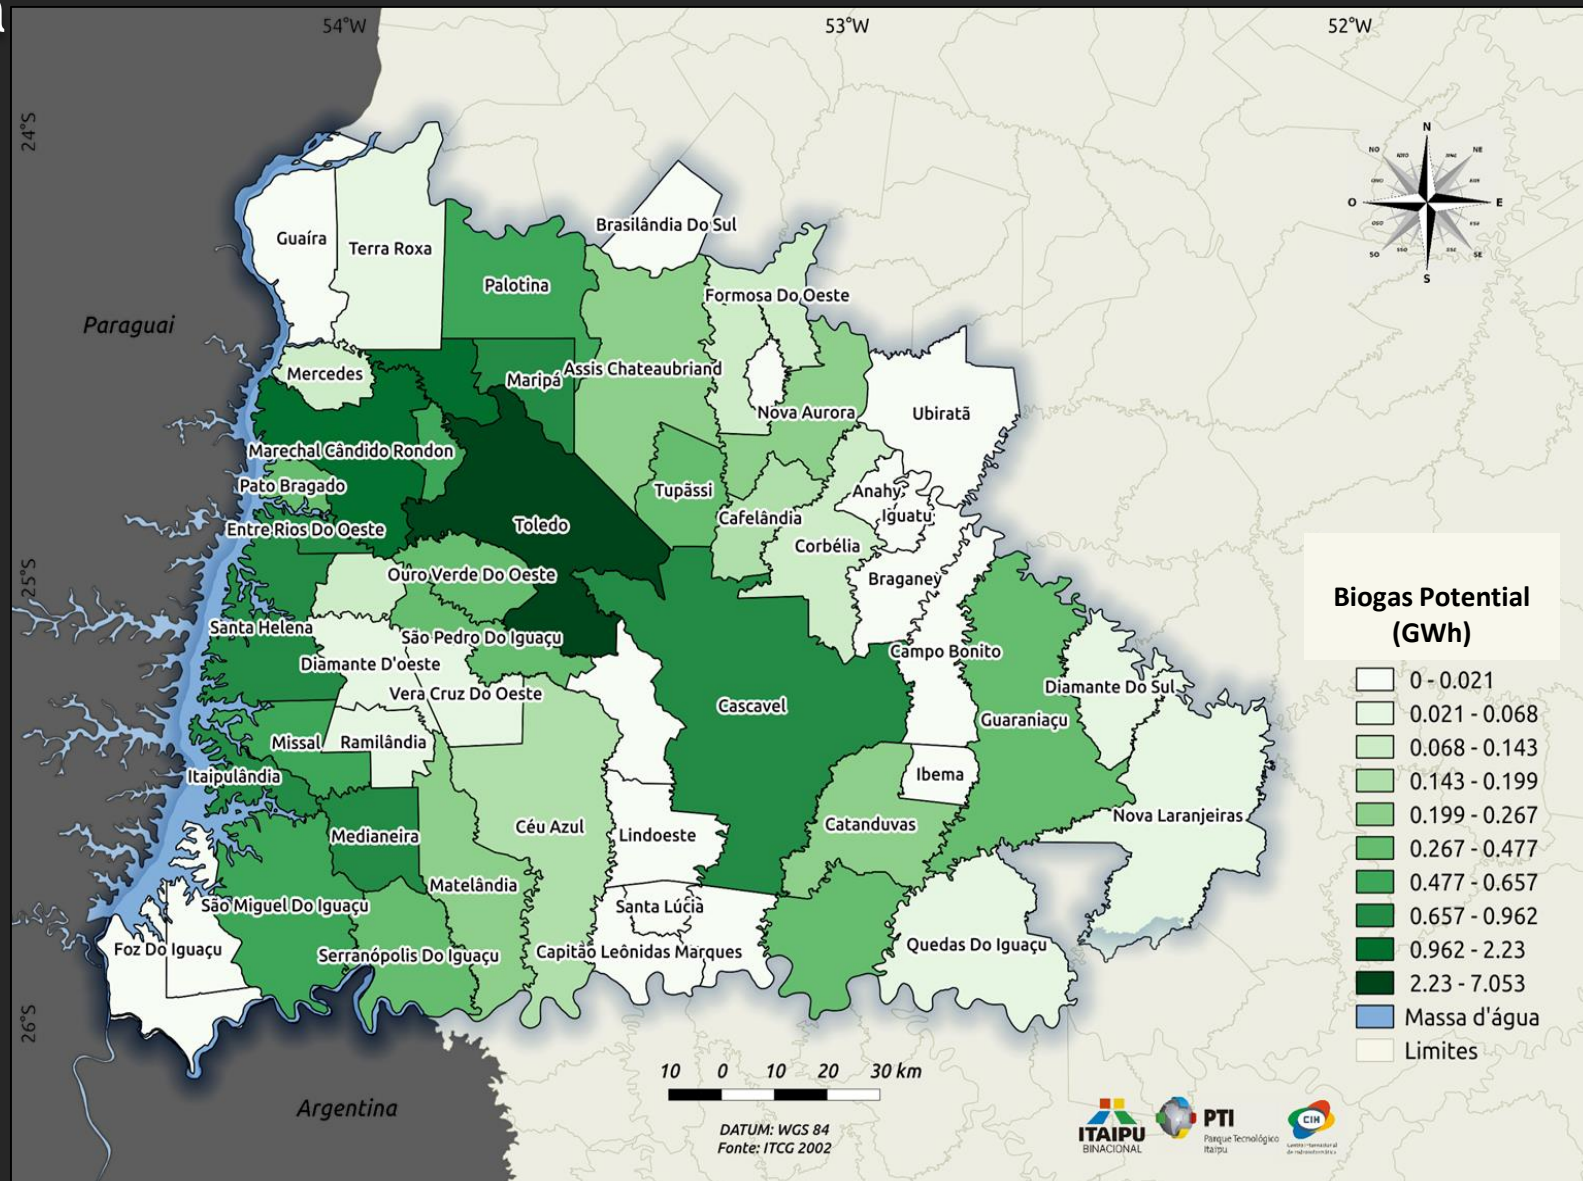 54°W
53°W
52°W
24°S
25°S
26°S
N
NO
NE
O
E
SO
SE
S
Paraguai
Argentina
Guaíra
Terra Roxa
Palotina
Brasilândia Do Sul
Formosa Do Oeste
Mercedes
Maripá
Assis Chateaubriand
Nova Aurora
Ubiratã
Marechal Cândido Rondon
Pato Bragado
Tupãssi
Anahy
Iguatu
Entre Rios Do Oeste
Toledo
Cafelândia
Corbélia
Ouro Verde Do Oeste
Braganey
Santa Helena
São Pedro Do Iguaçu
Diamante D'oeste
Campo Bonito
Vera Cruz Do Oeste
Diamante Do Sul
Cascavel
Guaraniaçu
Missal
Ramilândia
Itaipulândia
Ibema
Nova Laranjeiras
Medianeira
Céu Azul
Lindoeste
Catanduvas
Matelândia
São Miguel Do Iguaçu
Santa Lúcia
Foz Do Iguaçu
Serranópolis Do Iguaçu
Capitão Leônidas Marques
Quedas Do Iguaçu
Biogas Potential
(GWh)
0 - 0.021
0.021 - 0.068
0.068 - 0.143
0.143 - 0.199
0.199 - 0.267
0.267 - 0.477
0.477 - 0.657
0.657 - 0.962
0.962 - 2.23
2.23 - 7.053
Massa d'água
Limites
10 0 10 20 30 km
DATUM: WGS 84
Fonte: ITCG 2002
ITAIPU
BINACIONAL
PTI
Parque Tecnológico
Itaipu
CIH